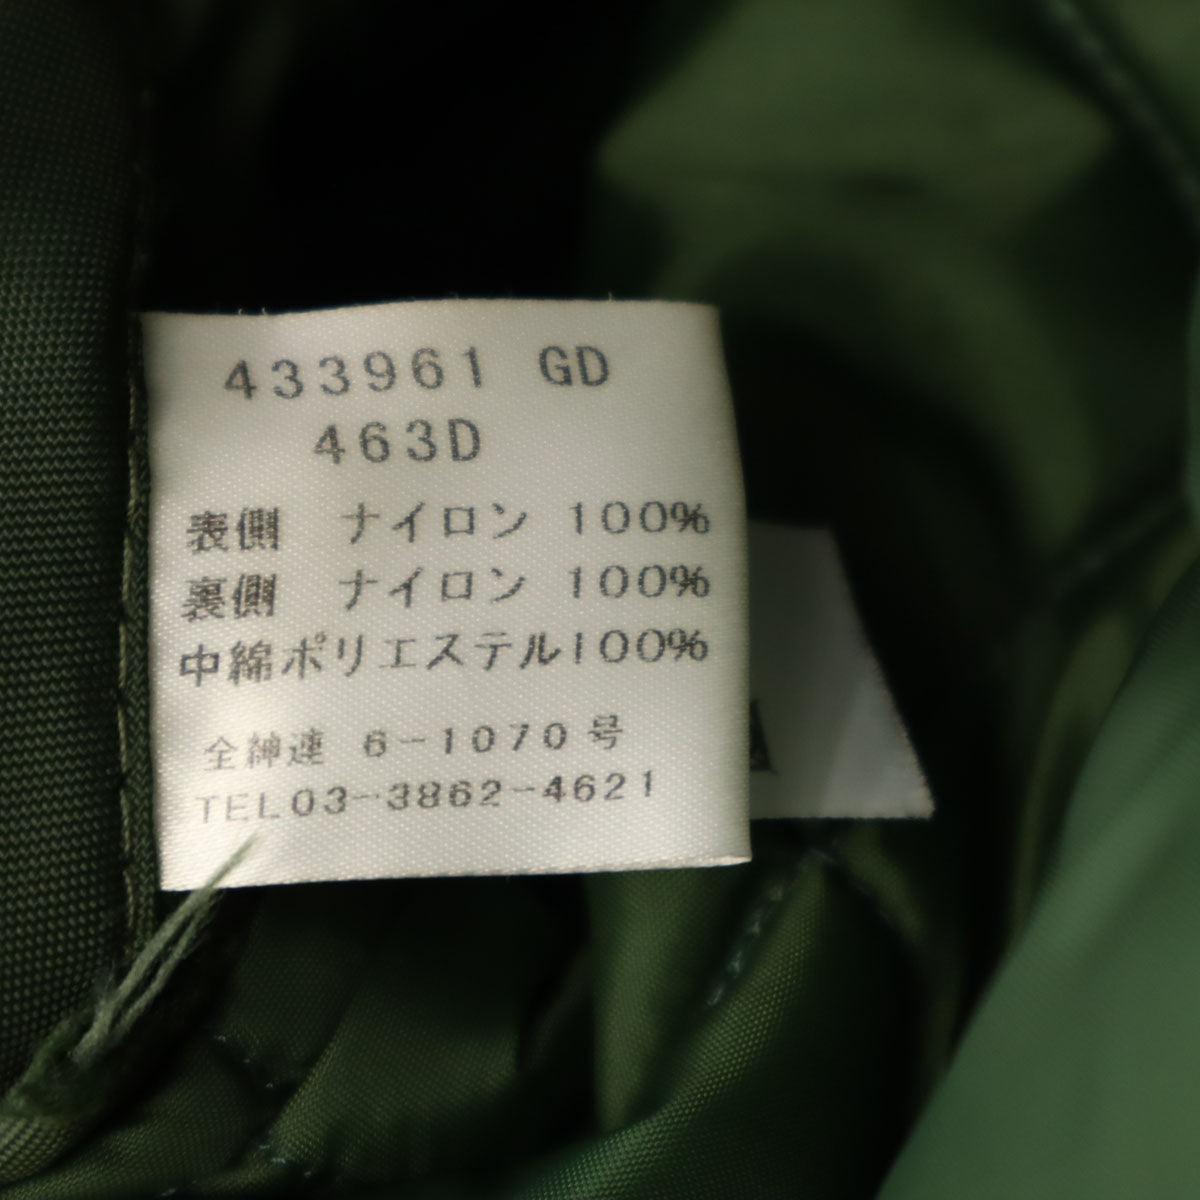 433961 GD
463D
表側 ナイロン 100%
裏側 ナイロン 100%
中綿ポリエステル100%
全紳連 6-1070号
TEL03-3862-4621